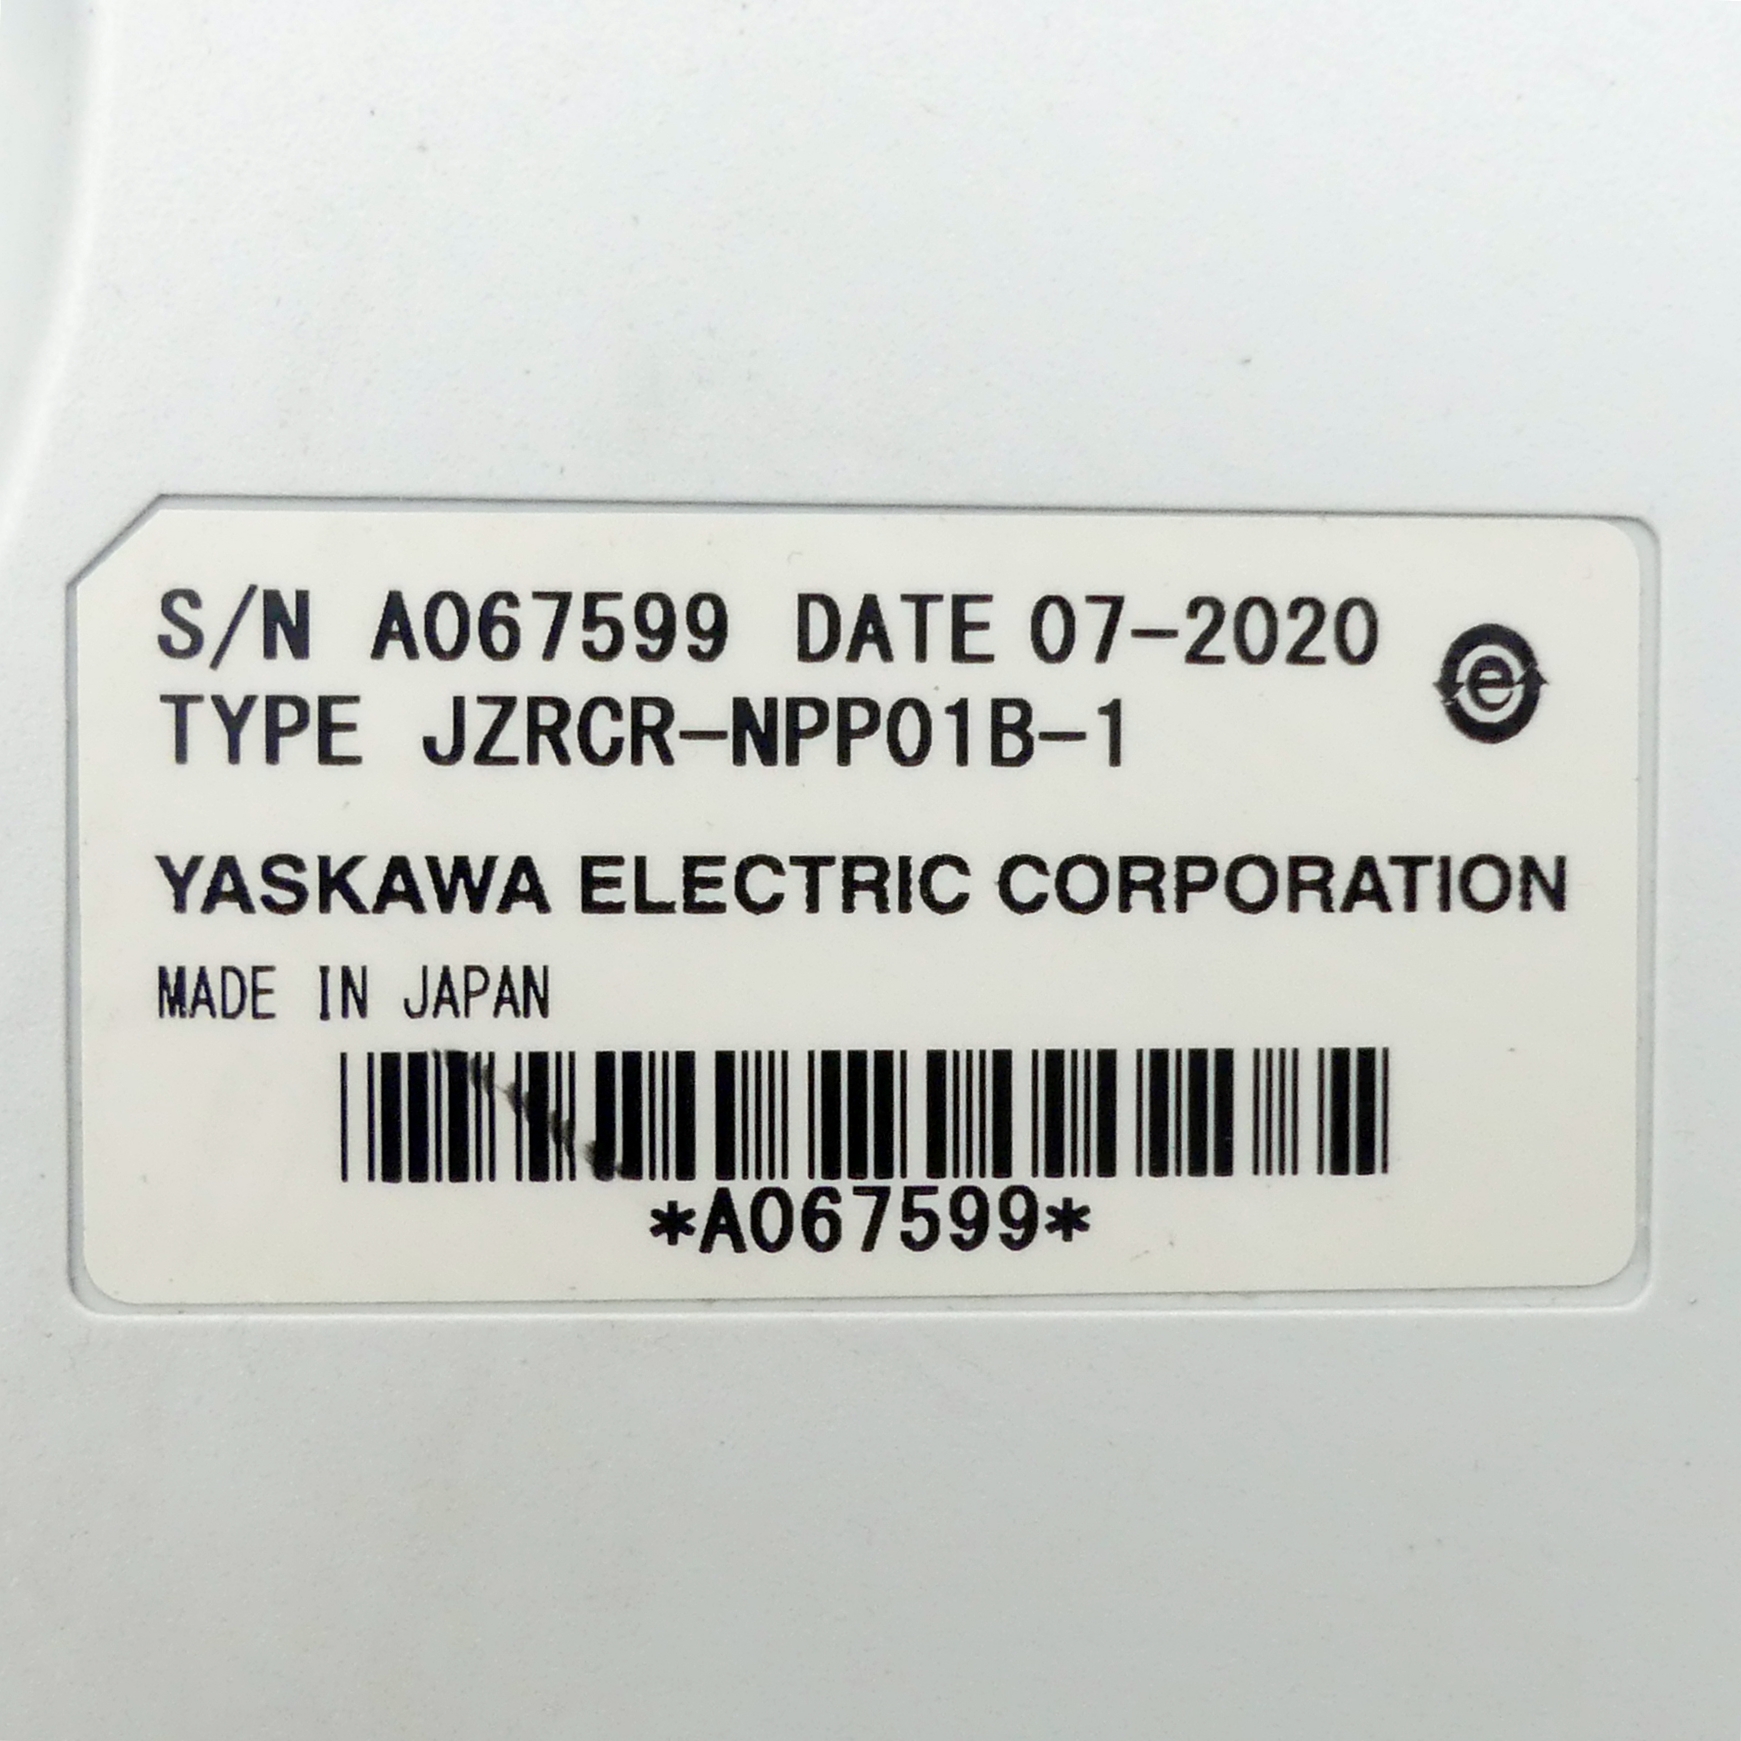 S/N A067599 DATE 07-2020
e
TYPE JZRCR-NPP01B-1
YASKAWA ELECTRIC CORPORATION
MADE IN JAPAN
*A067599*